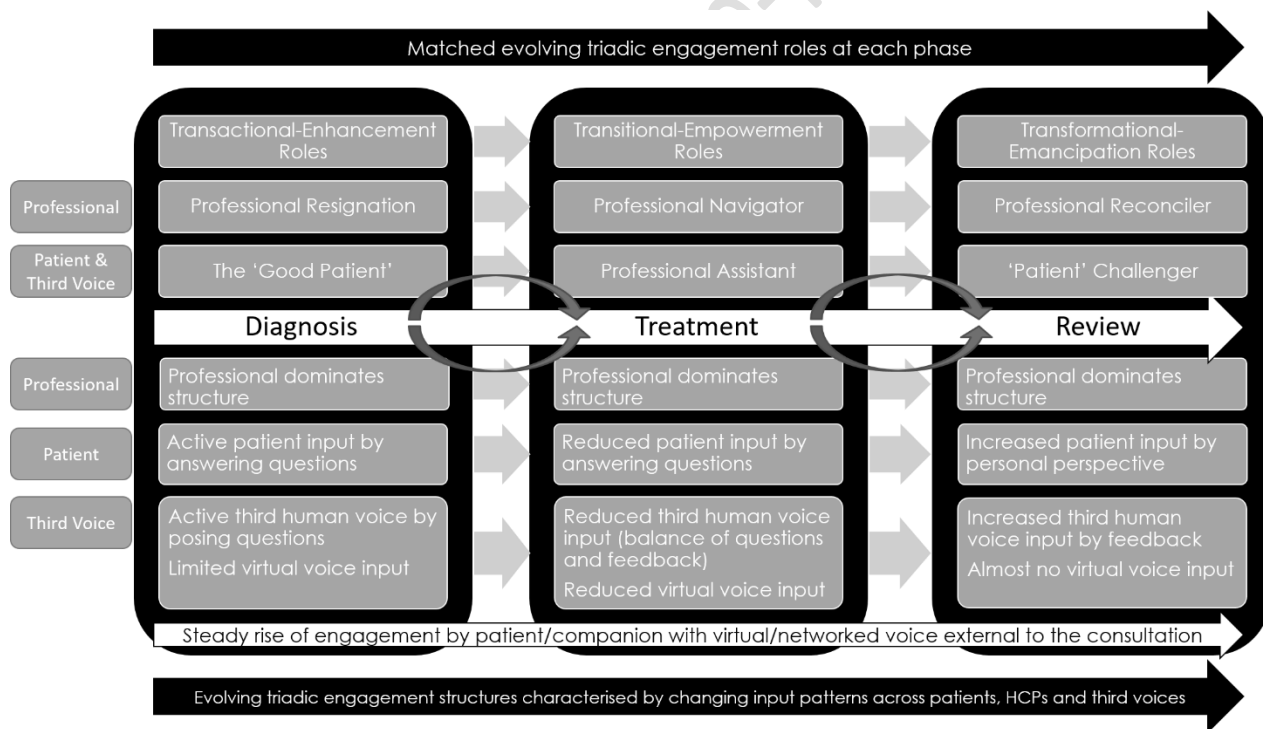 Matched evolving triadic engagement roles at each phase
Transactional-Enhancement
Roles
Transitional-Empowerment
Roles
Transformational-
Emancipation Roles
Professional
Professional Resignation
Professional Navigator
Professional Reconciler
Patient &
Third Voice
The ‘Good Patient’
Professional Assistant
‘Patient’ Challenger
Diagnosis
Treatment
Review
Professional
Professional dominates
structure
Professional dominates
structure
Professional dominates
structure
Patient
Active patient input by
answering questions
Reduced patient input by
answering questions
Increased patient input by
personal perspective
Third Voice
Active third human voice by
posing questions
Limited virtual voice input
Reduced third human voice
input (balance of questions
and feedback)
Reduced virtual voice input
Increased third human
voice input by feedback
Almost no virtual voice input
Steady rise of engagement by patient/companion with virtual/networked voice external to the consultation
Evolving triadic engagement structures characterised by changing input patterns across patients, HCPs and third voices